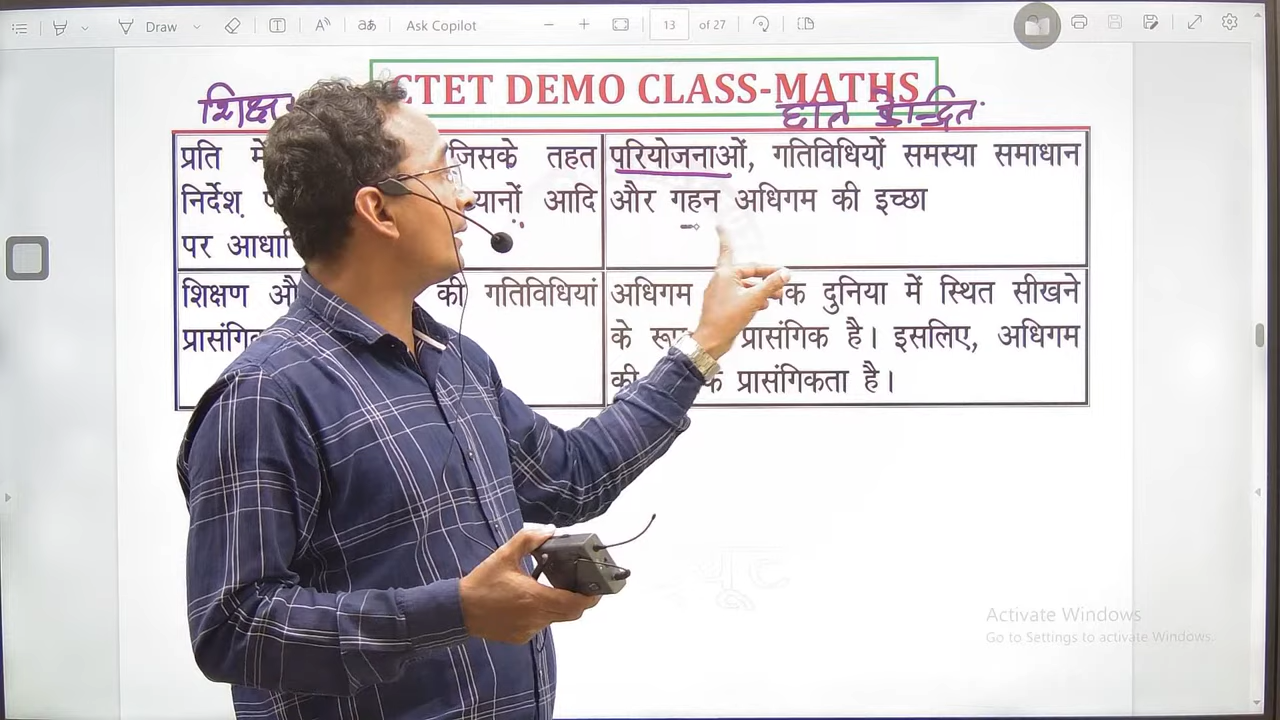 Draw
Ask Copilot
13 of 27
CTET DEMO CLASS-MATHS
शिक्षक
छात्र केन्द्रित
प्रति जिसके तहत
निर्देश आदि
पर
परियोजनाओं, गतिविधियों समस्या समाधान
और गहन अधिगम की इच्छा
शिक्षण की गतिविधियां
अधिगम दुनिया में स्थित सीखने
के प्रासंगिक है। इसलिए, अधिगम
की प्रासंगिकता है।
Activate Windows
Go to Settings to activate Windows.